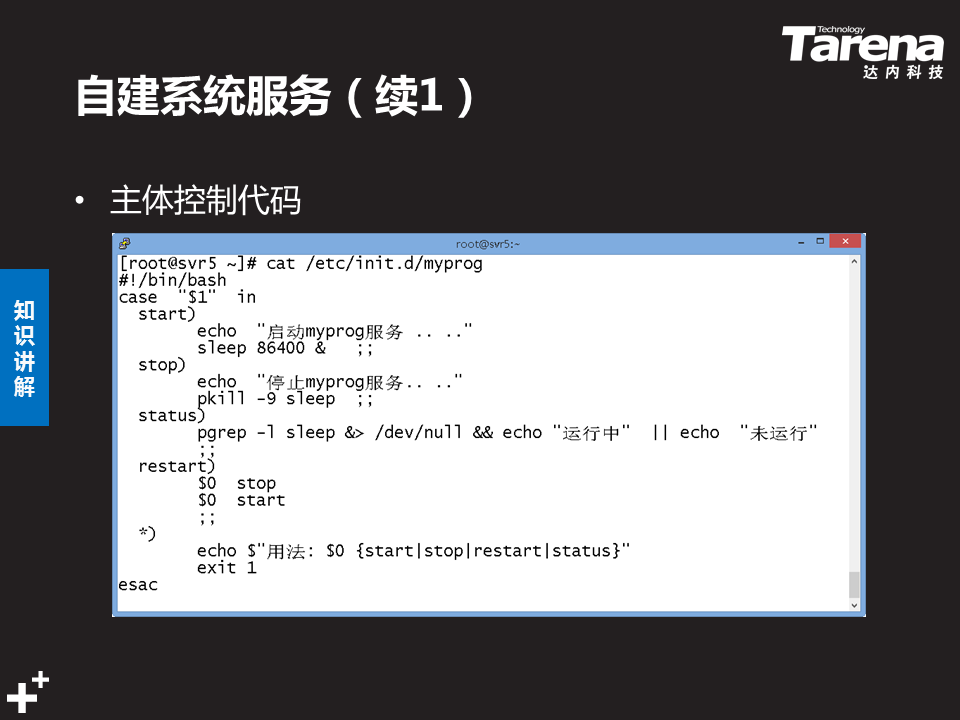 Technology
Tarena
达内科技
自建系统服务（续1）
• 主体控制代码
知识讲解
root@svr5:~
[root@svr5 ~]# cat /etc/init.d/myprog
#!/bin/bash
case  "$1"  in
  start)
        echo  "启动myprog服务 .. .."
        sleep 86400 &   ;;
  stop)
        echo  "停止myprog服务.. .."
        pkill -9 sleep  ;;
  status)
        pgrep -l sleep &> /dev/null && echo "运行中"  || echo  "未运行"
        ;;
  restart)
        $0  stop
        $0  start
        ;;
  *)
        echo $"用法: $0 {start|stop|restart|status}"
        exit 1
esac